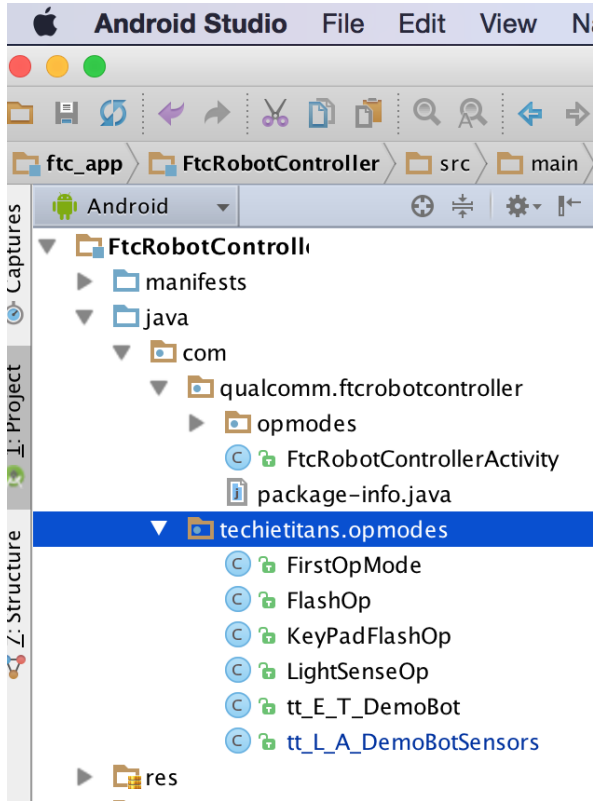 Android Studio File Edit View
ftc_app FtcRobotController src main
Captures
Android
FtcRobotControll
manifests
java
com
1: Project
qualcomm.ftcrobotcontroller
opmodes
FtcRobotControllerActivity
package-info.java
techietitans.opmodes
7: Structure
FirstOpMode
FlashOp
KeyPadFlashOp
LightSenseOp
tt_E_T_DemoBot
tt_L_A_DemoBotSensors
res